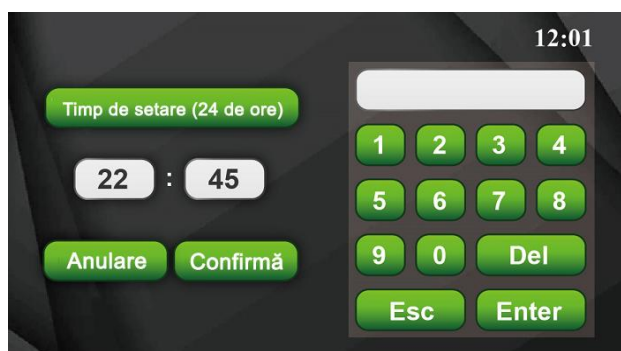 12:01
Timp de setare (24 de ore)
22 : 45
Anulare Confirmă
1 2 3 4
5 6 7 8
9 0 Del
Esc Enter